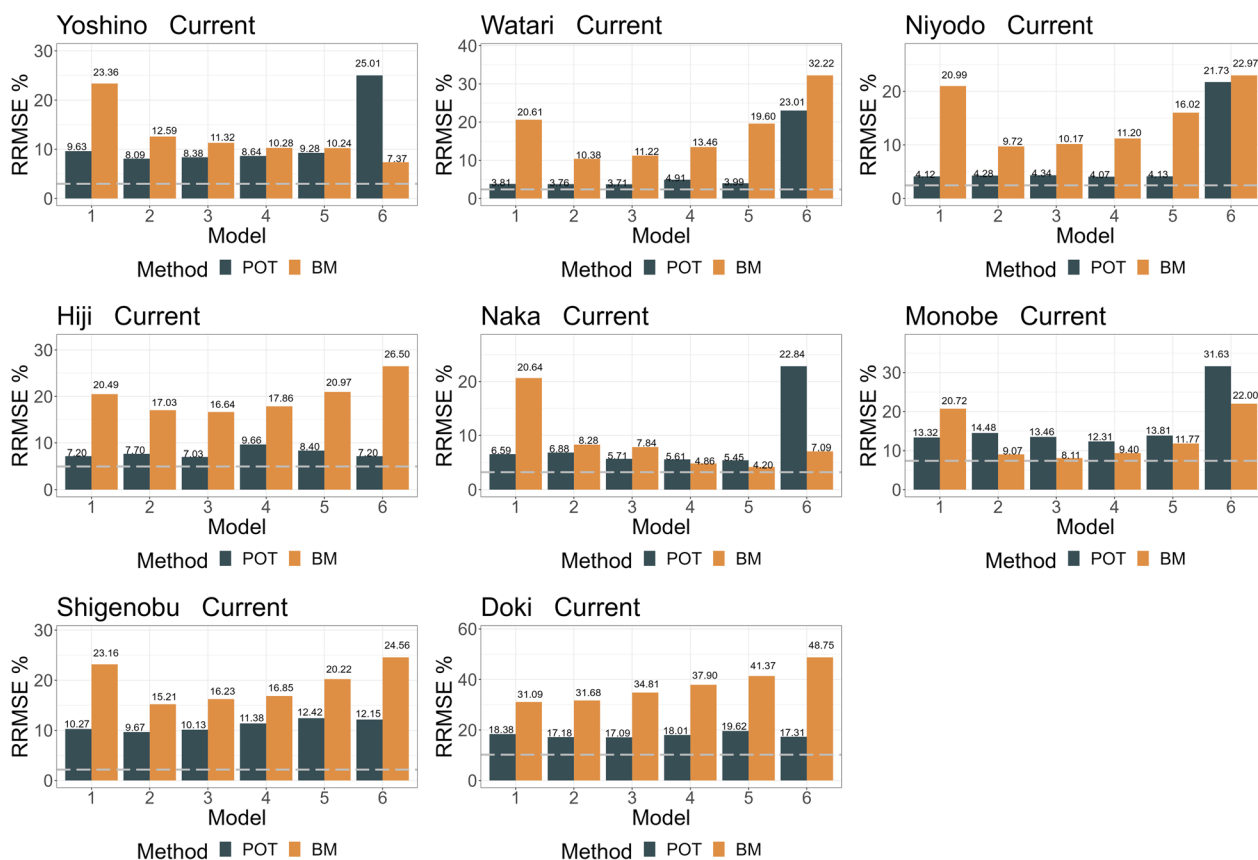 Yoshino Current
RRMSE %
30
20
10
0
9.63 23.36 8.09 12.59 8.38 11.32 8.64 10.28 9.28 10.24 25.01 7.37
1 2 3 4 5 6
Model
Method POT BM
Watari Current
RRMSE %
40
30
20
10
0
3.81 20.61 3.76 10.38 3.71 11.22 4.91 13.46 3.99 19.60 23.01 32.22
1 2 3 4 5 6
Model
Method POT BM
Niyodo Current
RRMSE %
20
10
0
4.12 20.99 4.28 9.72 4.34 10.17 4.07 11.20 4.13 16.02 21.73 22.97
1 2 3 4 5 6
Model
Method POT BM
Hiji Current
RRMSE %
30
20
10
0
7.20 20.49 7.70 17.03 7.03 16.64 9.66 17.86 8.40 20.97 7.20 26.50
1 2 3 4 5 6
Model
Method POT BM
Naka Current
RRMSE %
20
10
0
6.59 20.64 6.88 8.28 5.71 7.84 5.61 4.86 5.45 4.20 22.84 7.09
1 2 3 4 5 6
Model
Method POT BM
Monobe Current
RRMSE %
30
20
10
0
13.32 20.72 14.48 9.07 13.46 8.11 12.31 9.40 13.81 11.77 31.63 22.00
1 2 3 4 5 6
Model
Method POT BM
Shigenobu Current
RRMSE %
30
20
10
0
10.27 23.16 9.67 15.21 10.13 16.23 11.38 16.85 12.42 20.22 12.15 24.56
1 2 3 4 5 6
Model
Method POT BM
Doki Current
RRMSE %
60
40
20
0
18.38 31.09 17.18 31.68 17.09 34.81 18.01 37.90 19.62 41.37 17.31 48.75
1 2 3 4 5 6
Model
Method POT BM